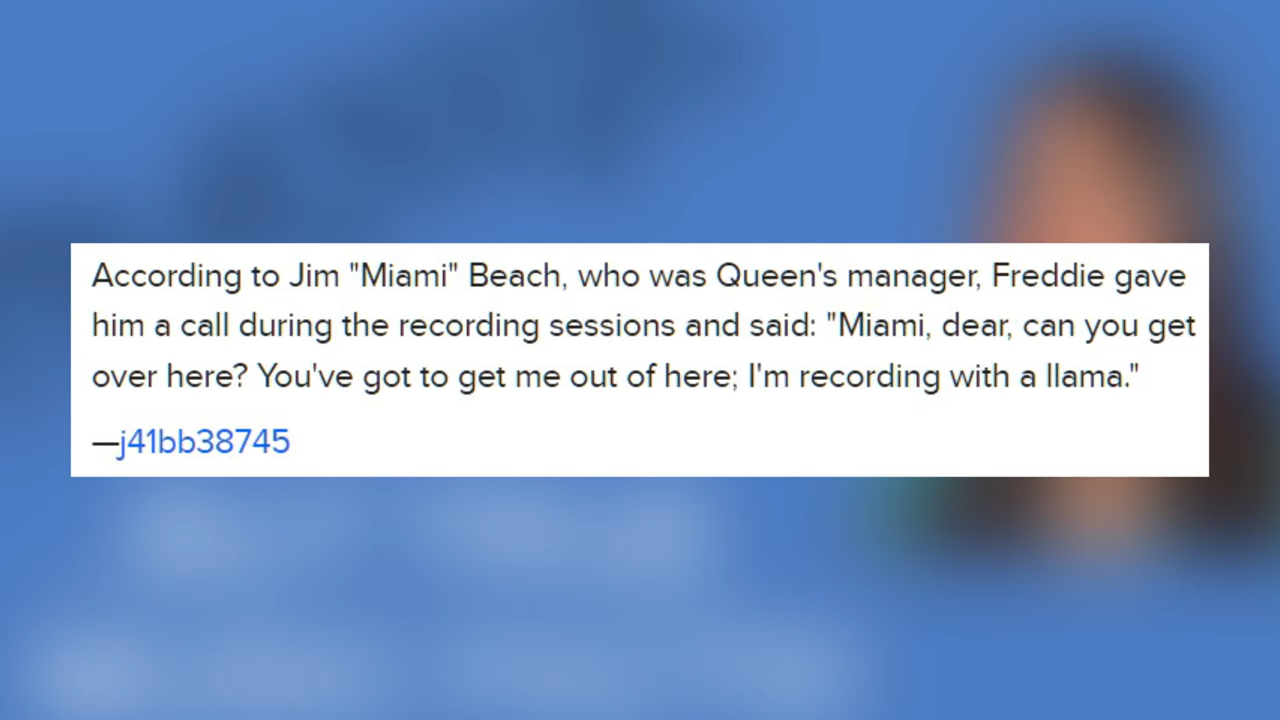 According to Jim "Miami" Beach, who was Queen's manager, Freddie gave
him a call during the recording sessions and said: "Miami, dear, can you get
over here? You've got to get me out of here; I'm recording with a llama."
—j41bb38745